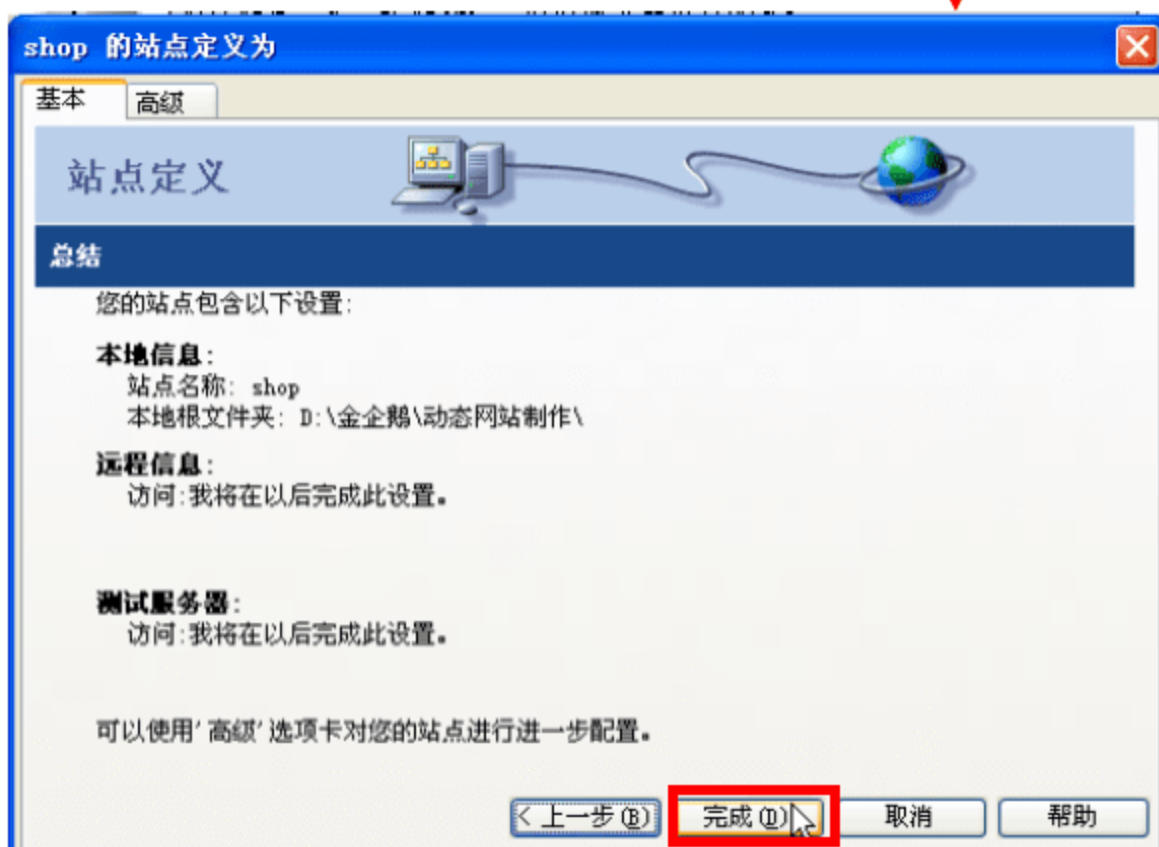 shop 的站点定义为
基本 高级
站点定义
总结
您的站点包含以下设置:
本地信息:
站点名称: shop
本地根文件夹: D:\金企鹅\动态网站制作\
远程信息:
访问:我将在以后完成此设置。
测试服务器:
访问:我将在以后完成此设置。
可以使用'高级'选项卡对您的站点进行进一步配置。
< 上一步(B) 完成(D) 取消 帮助